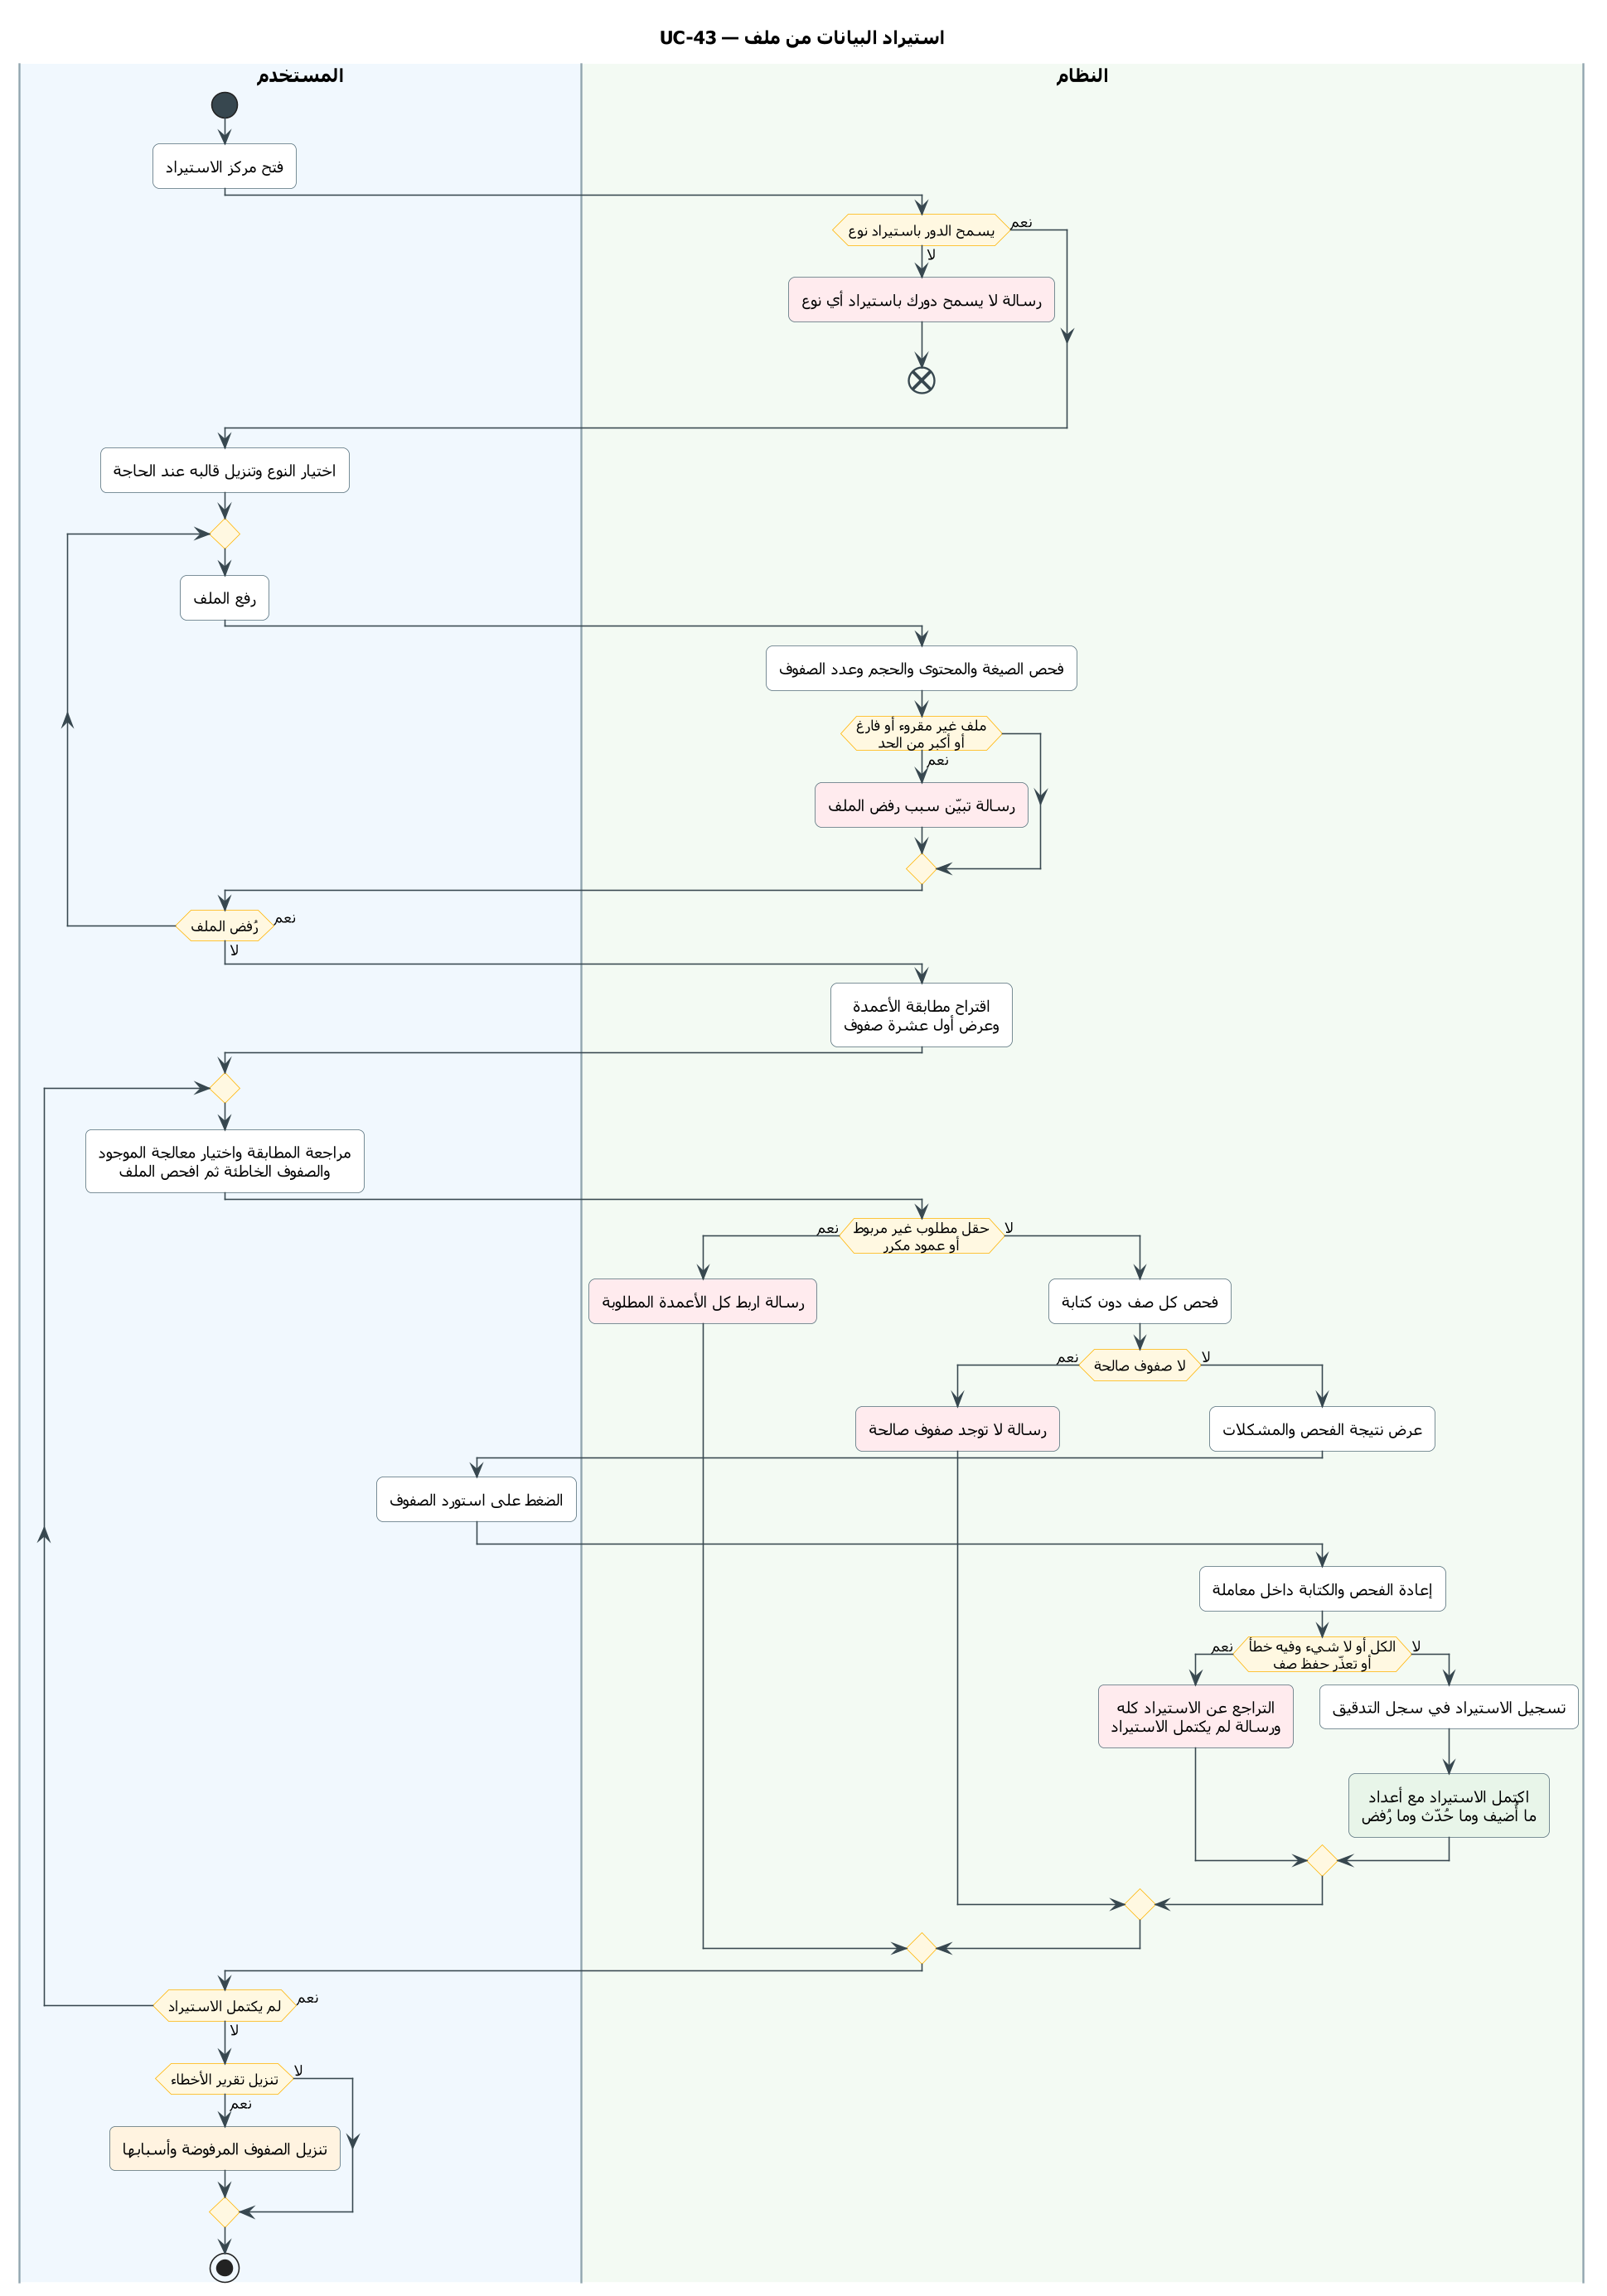 استيراد البيانات من ملف — UC-43
المستخدم
النظام
فتح مركز الاستيراد
يسمح الدور باستيراد نوع
نعم
لا
رسالة لا يسمح دورك باستيراد أي نوع
اختيار النوع وتنزيل قالبه عند الحاجة
رفع الملف
فحص الصيغة والمحتوى والحجم وعدد الصفوف
ملف غير مقروء أو فارغ
أو أكبر من الحد
نعم
رسالة تبيّن سبب رفض الملف
رُفض الملف
نعم
لا
اقتراح مطابقة الأعمدة
وعرض أول عشرة صفوف
مراجعة المطابقة واختيار معالجة الموجود
والصفوف الخاطئة ثم افحص الملف
حقل مطلوب غير مربوط
أو عمود مكرر
نعم
لا
رسالة اربط كل الأعمدة المطلوبة
فحص كل صف دون كتابة
لا صفوف صالحة
نعم
لا
رسالة لا توجد صفوف صالحة
عرض نتيجة الفحص والمشكلات
الضغط على استورد الصفوف
إعادة الفحص والكتابة داخل معاملة
الكل أو لا شيء وفيه خطأ
أو تعذّر حفظ صف
نعم
لا
التراجع عن الاستيراد كله
ورسالة لم يكتمل الاستيراد
تسجيل الاستيراد في سجل التدقيق
اكتمل الاستيراد مع أعداد
ما أُضيف وما حُدّث وما رُفض
لم يكتمل الاستيراد
نعم
لا
تنزيل تقرير الأخطاء
لا
نعم
تنزيل الصفوف المرفوضة وأسبابها